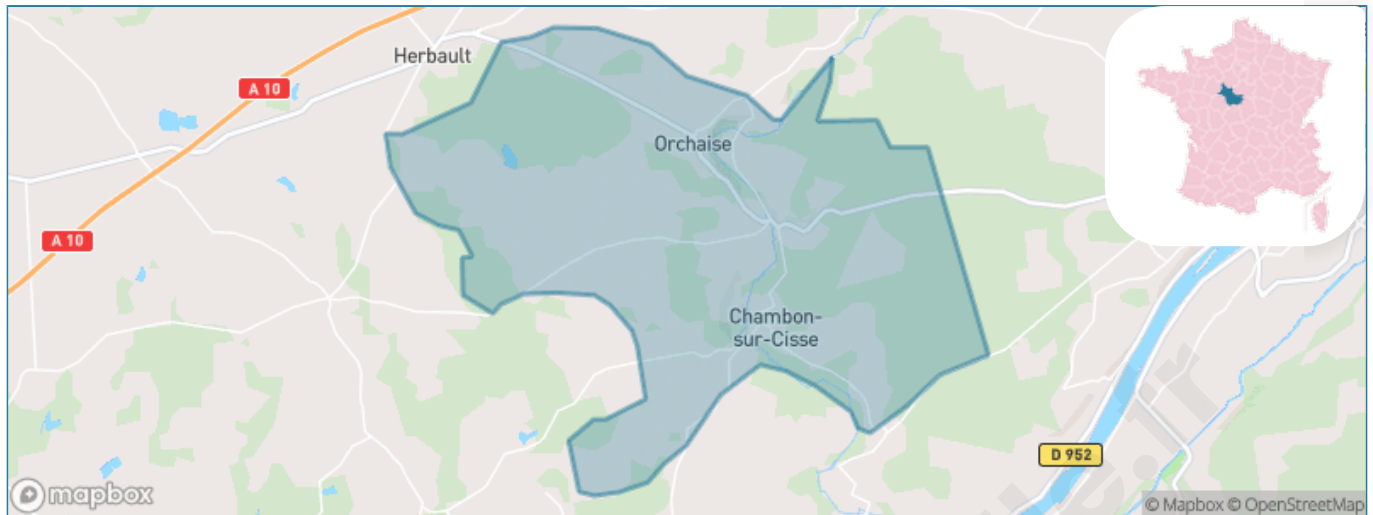 Herbault
A 10
Orchaise
A 10
Chambon-
sur-Cisse
D 952
mapbox
© Mapbox © OpenStreetMap